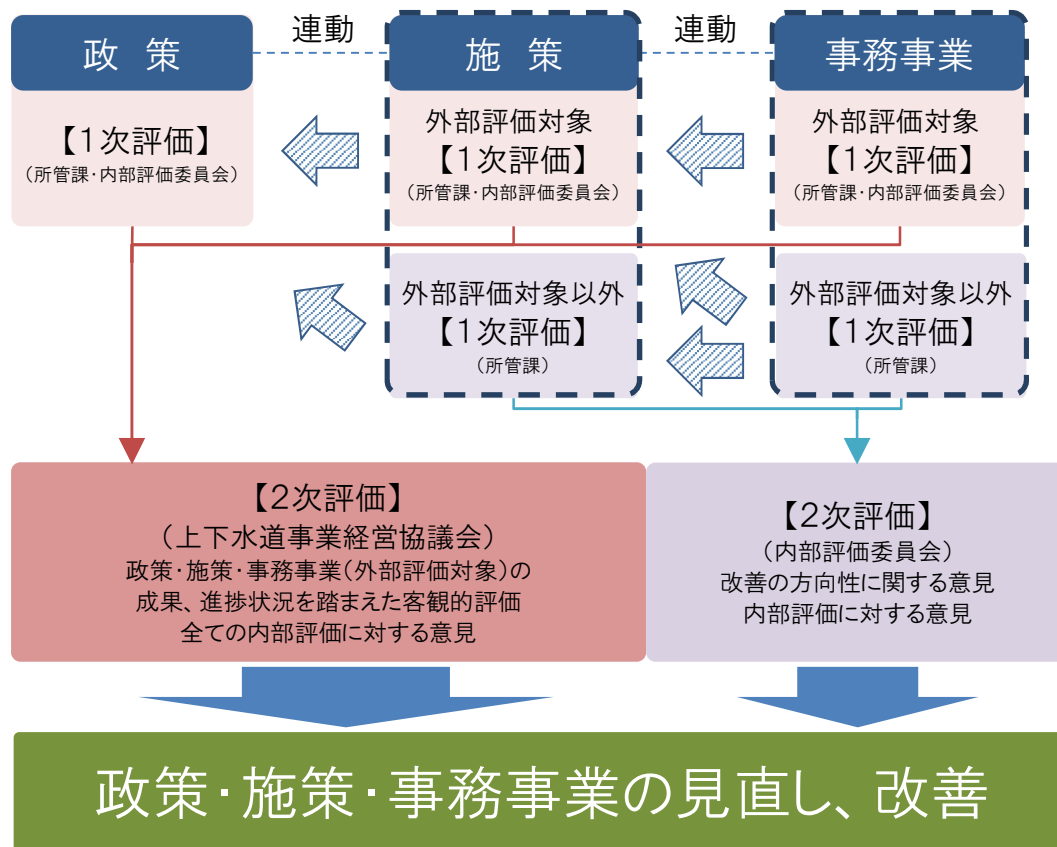 政 策
連動
施 策
連動
事務事業
【1次評価】
(所管課・内部評価委員会)
外部評価対象
【1次評価】
(所管課・内部評価委員会)
外部評価対象
【1次評価】
(所管課・内部評価委員会)
外部評価対象以外
【1次評価】
(所管課)
外部評価対象以外
【1次評価】
(所管課)
【2次評価】
(上下水道事業経営協議会)
政策・施策・事務事業(外部評価対象)の
成果、進捗状況を踏まえた客観的評価
全ての内部評価に対する意見
【2次評価】
(内部評価委員会)
改善の方向性に関する意見
内部評価に対する意見
政策・施策・事務事業の見直し、改善